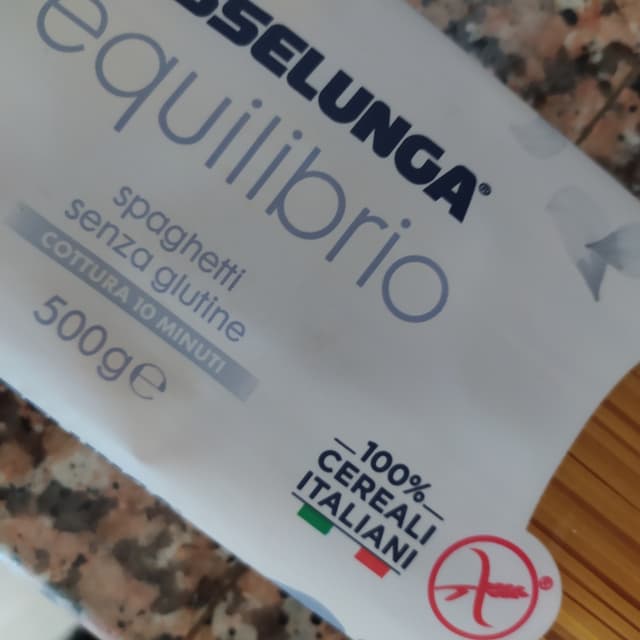 SSELUNGA®
equilibrio
spaghetti
senza glutine
COTTURA 10 MINUTI
500g℮
100%
CEREALI
ITALIANI